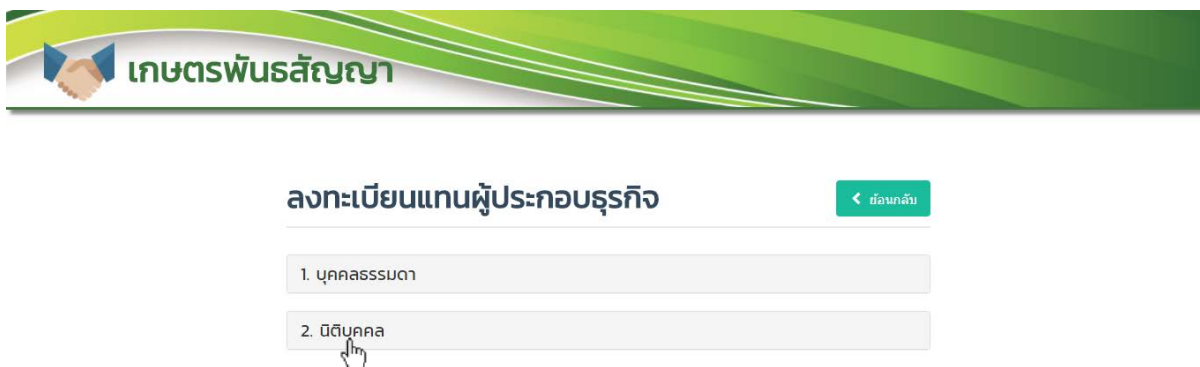 เกษตรพันธสัญญา
ลงทะเบียนแทนผู้ประกอบธุรกิจ
ย้อนกลับ
1. บุคคลธรรมดา
2. นิติบุคคล